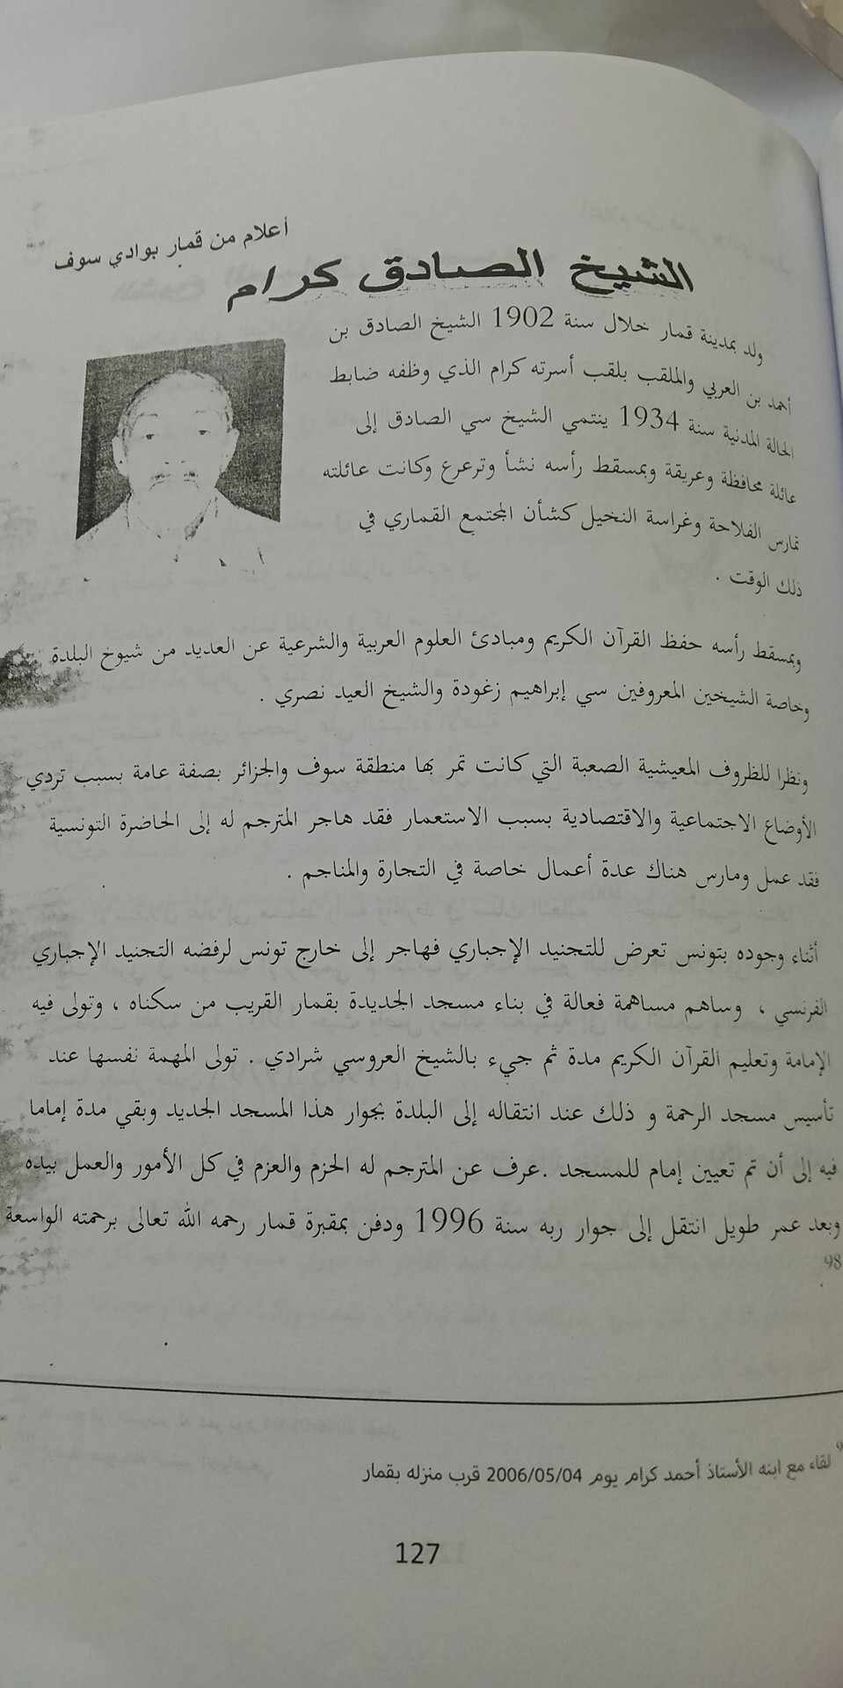 أعلام من قمار بوادي سوف
الشيخ الصادق كرام
ولد بمدينة قمار خلال سنة 1902 الشيخ الصادق بن
أحمد بن العربي والملقب بلقب أسرته كرام الذي وظفه ضابط
الحالة المدنية سنة 1934 ينتمي الشيخ سي الصادق إلى
عائلة محافظة وعريقة وبمسقط رأسه نشأ وترعرع وكانت عائلته
تمارس الفلاحة وغراسة النخيل كشأن المجتمع القماري في
ذلك الوقت .
وبمسقط رأسه حفظ القرآن الكريم ومبادئ العلوم العربية والشرعية عن العديد من شيوخ البلدة
وخاصة الشيخين المعروفين سي إبراهيم زغودة والشيخ العيد نصري .
ونظرا للظروف المعيشية الصعبة التي كانت تمر بها منطقة سوف والجزائر بصفة عامة بسبب تردي
الأوضاع الاجتماعية والاقتصادية بسبب الاستعمار فقد هاجر المترجم له إلى الحاضرة التونسية
فقد عمل ومارس هناك عدة أعمال خاصة في التجارة والمناجم .
أثناء وجوده بتونس تعرض للتجنيد الإجباري فهاجر إلى خارج تونس لرفضه التجنيد الإجباري
الفرنسي ، وساهم مساهمة فعالة في بناء مسجد الجديدة بقمار القريب من سكناه ، وتولى فيه
الإمامة وتعليم القرآن الكريم مدة ثم جيء بالشيخ العروسي شرادي . تولى المهمة نفسها عند
تأسيس مسجد الرحمة و ذلك عند انتقاله إلى البلدة بجوار هذا المسجد الجديد وبقي مدة إماما
فيه إلى أن تم تعيين إمام للمسجد .عرف عن المترجم له الحزم والعزم في كل الأمور والعمل بيده
وبعد عمر طويل انتقل إلى جوار ربه سنة 1996 ودفن بمقبرة قمار رحمه الله تعالى برحمته الواسعة
98
لقاء مع ابنه الأستاذ أحمد كرام يوم 2006/05/04 قرب منزله بقمار
127